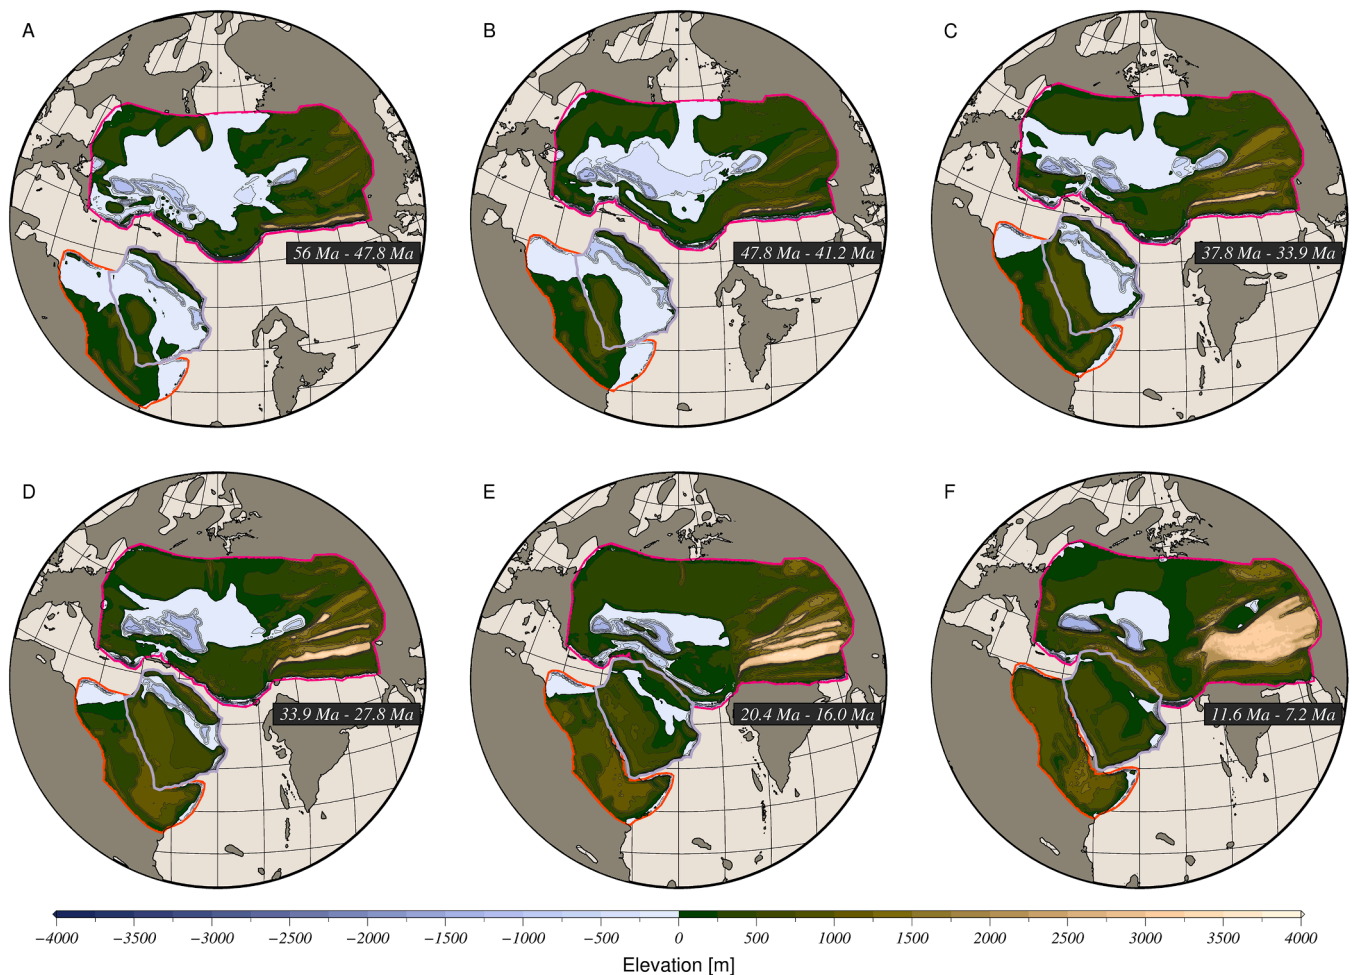 A
B
C
56 Ma - 47.8 Ma
47.8 Ma - 41.2 Ma
37.8 Ma - 33.9 Ma
D
E
F
33.9 Ma - 27.8 Ma
20.4 Ma - 16.0 Ma
11.6 Ma - 7.2 Ma
−4000 −3500 −3000 −2500 −2000 −1500 −1000 −500 0 500 1000 1500 2000 2500 3000 3500 4000
Elevation [m]